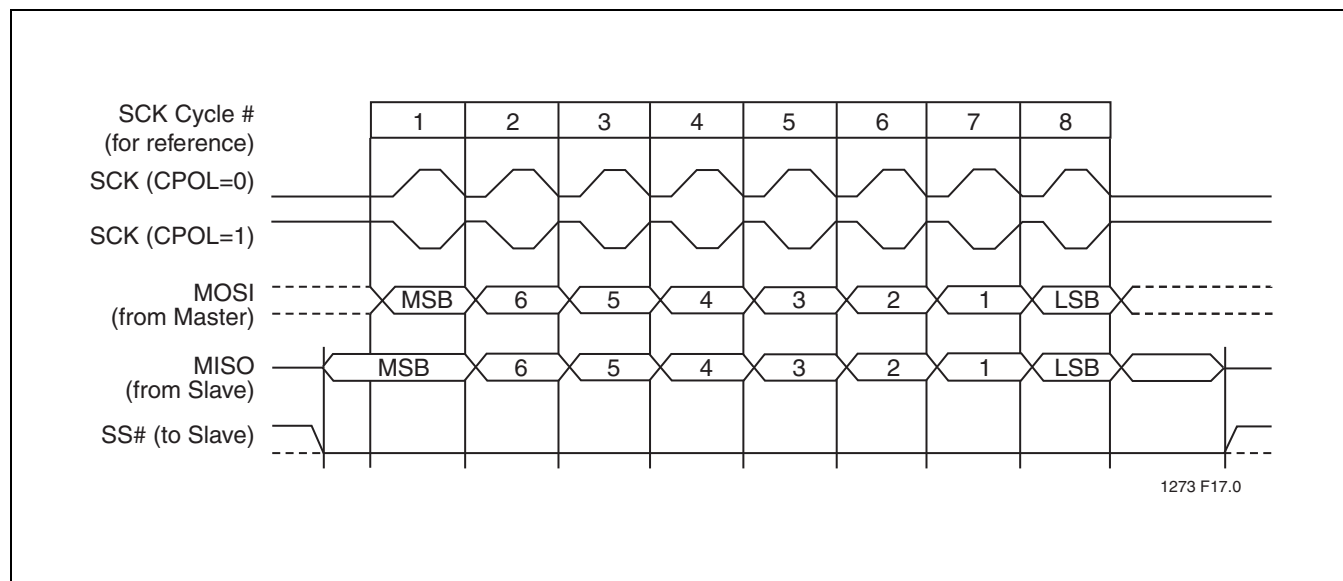 SCK Cycle #
(for reference)
1 2 3 4 5 6 7 8
SCK (CPOL=0)
SCK (CPOL=1)
MOSI
(from Master)
MSB 6 5 4 3 2 1 LSB
MISO
(from Slave)
MSB 6 5 4 3 2 1 LSB
SS# (to Slave)
1273 F17.0